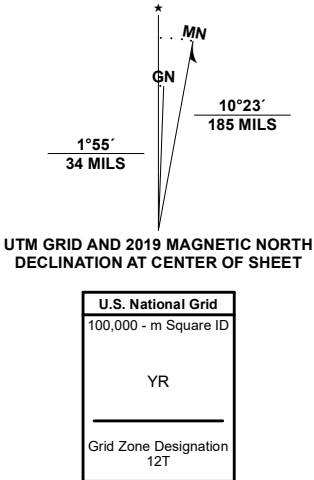 ★
MN
GN
10°23´
185 MILS
1°55´
34 MILS
UTM GRID AND 2019 MAGNETIC NORTH
DECLINATION AT CENTER OF SHEET
U.S. National Grid
100,000 - m Square ID
YR
Grid Zone Designation
12T